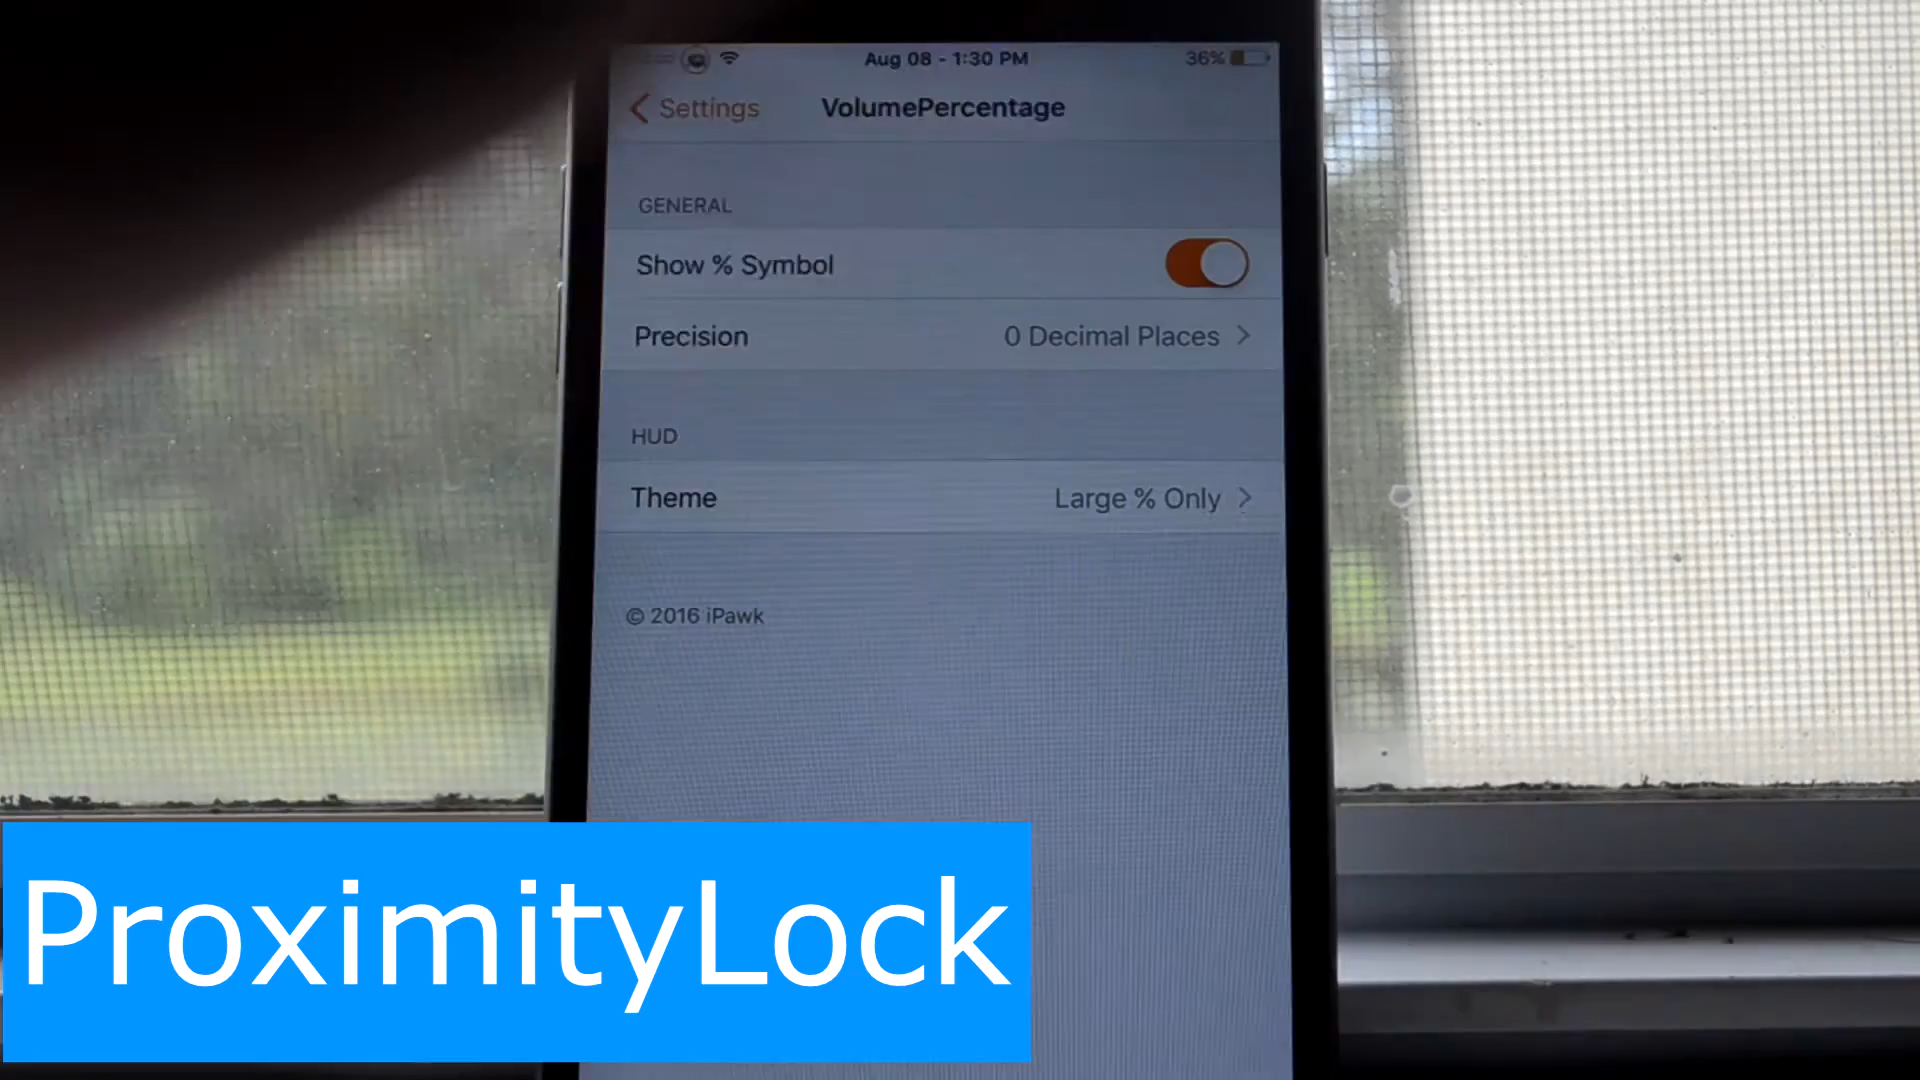 Aug 08 - 1:30 PM
36%
Settings
VolumePercentage
GENERAL
Show % Symbol
Precision
0 Decimal Places
HUD
Theme
Large % Only
© 2016 iPawk
ProximityLock